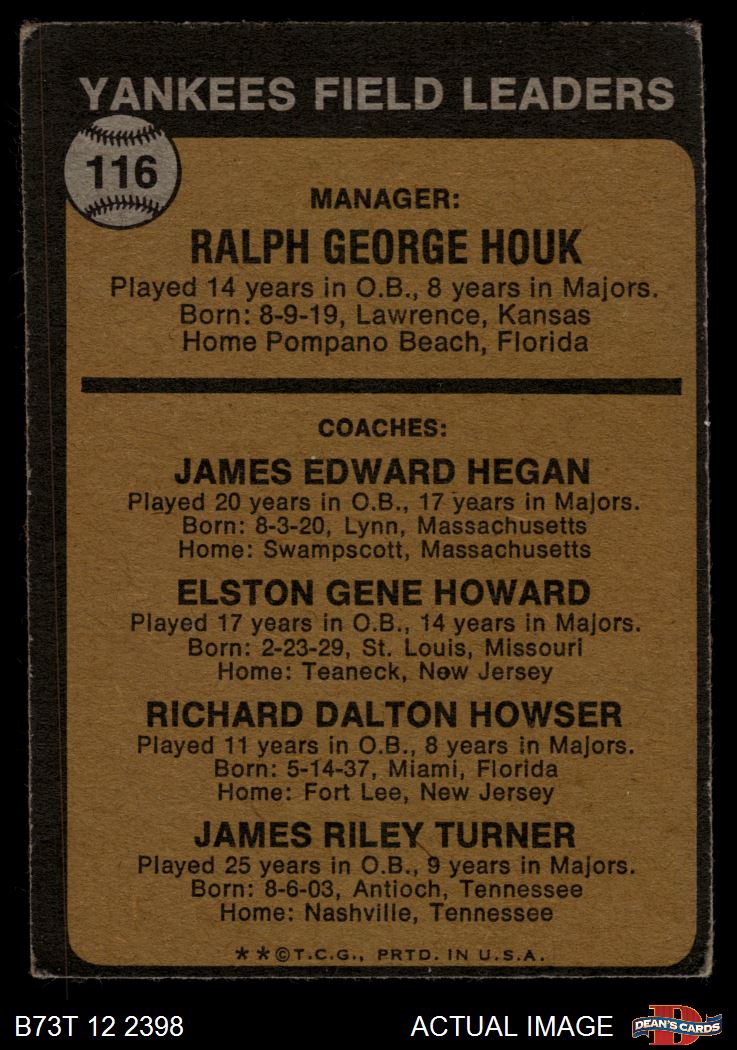 YANKEES FIELD LEADERS
116
MANAGER:
RALPH GEORGE HOUK
Played 14 years in O.B., 8 years in Majors.
Born: 8-9-19, Lawrence, Kansas
Home Pompano Beach, Florida
COACHES:
JAMES EDWARD HEGAN
Played 20 years in O.B., 17 years in Majors.
Born: 8-3-20, Lynn, Massachusetts
Home: Swampscott, Massachusetts
ELSTON GENE HOWARD
Played 17 years in O.B., 14 years in Majors.
Born: 2-23-29, St. Louis, Missouri
Home: Teaneck, New Jersey
RICHARD DALTON HOWSER
Played 11 years in O.B., 8 years in Majors.
Born: 5-14-37, Miami, Florida
Home: Fort Lee, New Jersey
JAMES RILEY TURNER
Played 25 years in O.B., 9 years in Majors.
Born: 8-6-03, Antioch, Tennessee
Home: Nashville, Tennessee
**©T.C.G., PRTD. IN U.S.A.
B73T 12 2398 ACTUAL IMAGE D DEAN'S CARDS